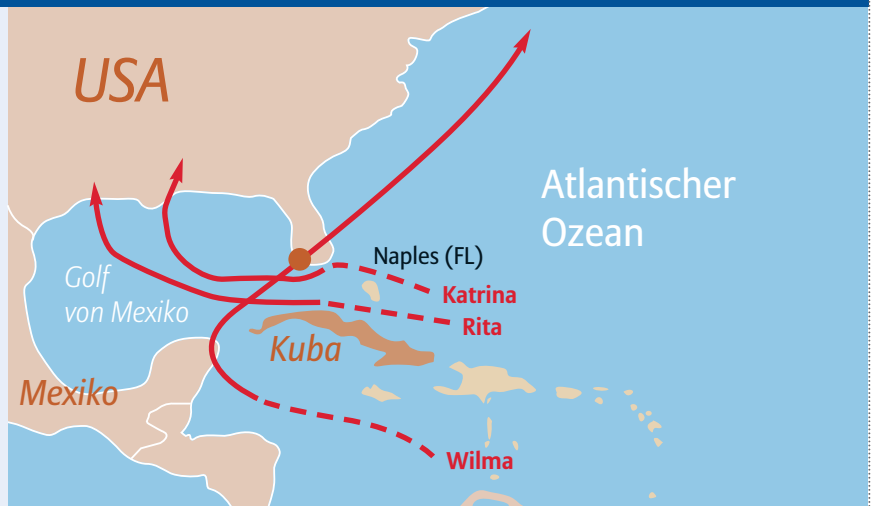 USA
Atlantischer
Ozean
Naples (FL)
Golf
von Mexiko
Katrina
Rita
Kuba
Mexiko
Wilma